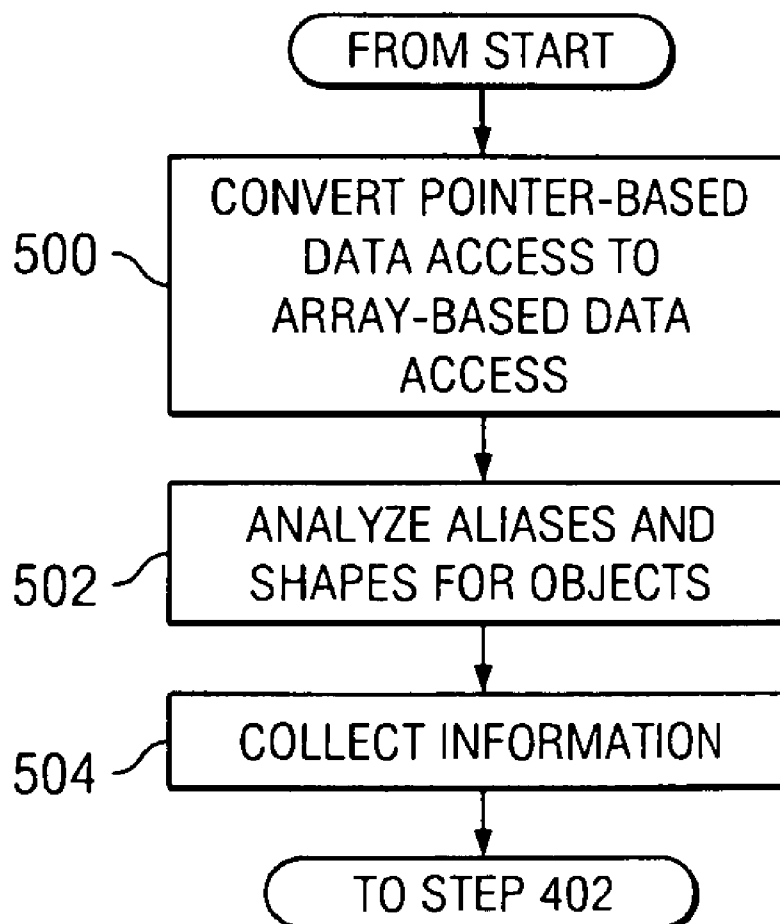 FROM START
500
CONVERT POINTER-BASED
DATA ACCESS TO
ARRAY-BASED DATA
ACCESS
502
ANALYZE ALIASES AND
SHAPES FOR OBJECTS
504
COLLECT INFORMATION
TO STEP 402